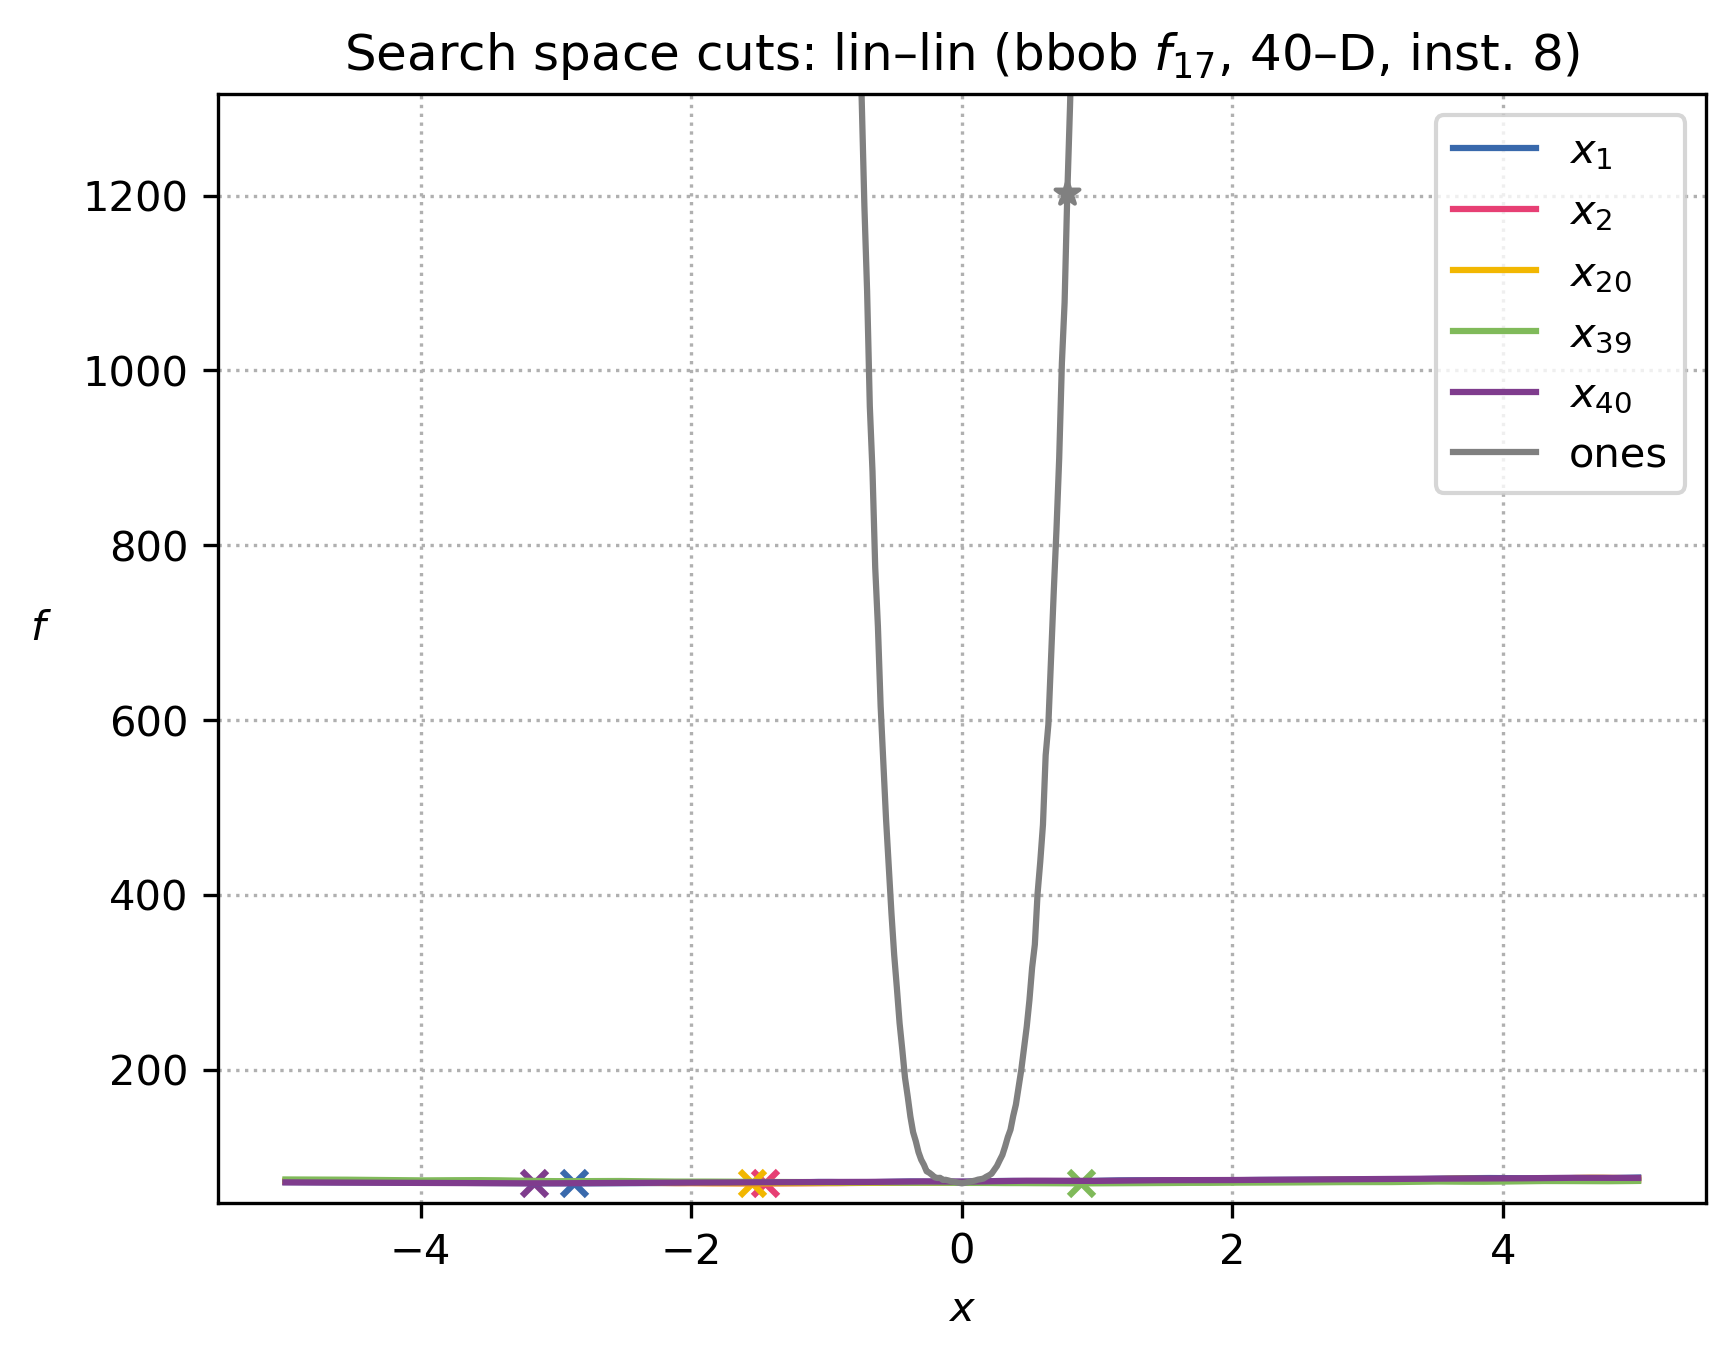 Search space cuts: lin–lin (bbob f17, 40–D, inst. 8)
x1
x2
x20
x39
x40
ones
1200
1000
800
600
400
200
f
−4
−2
0
2
4
x